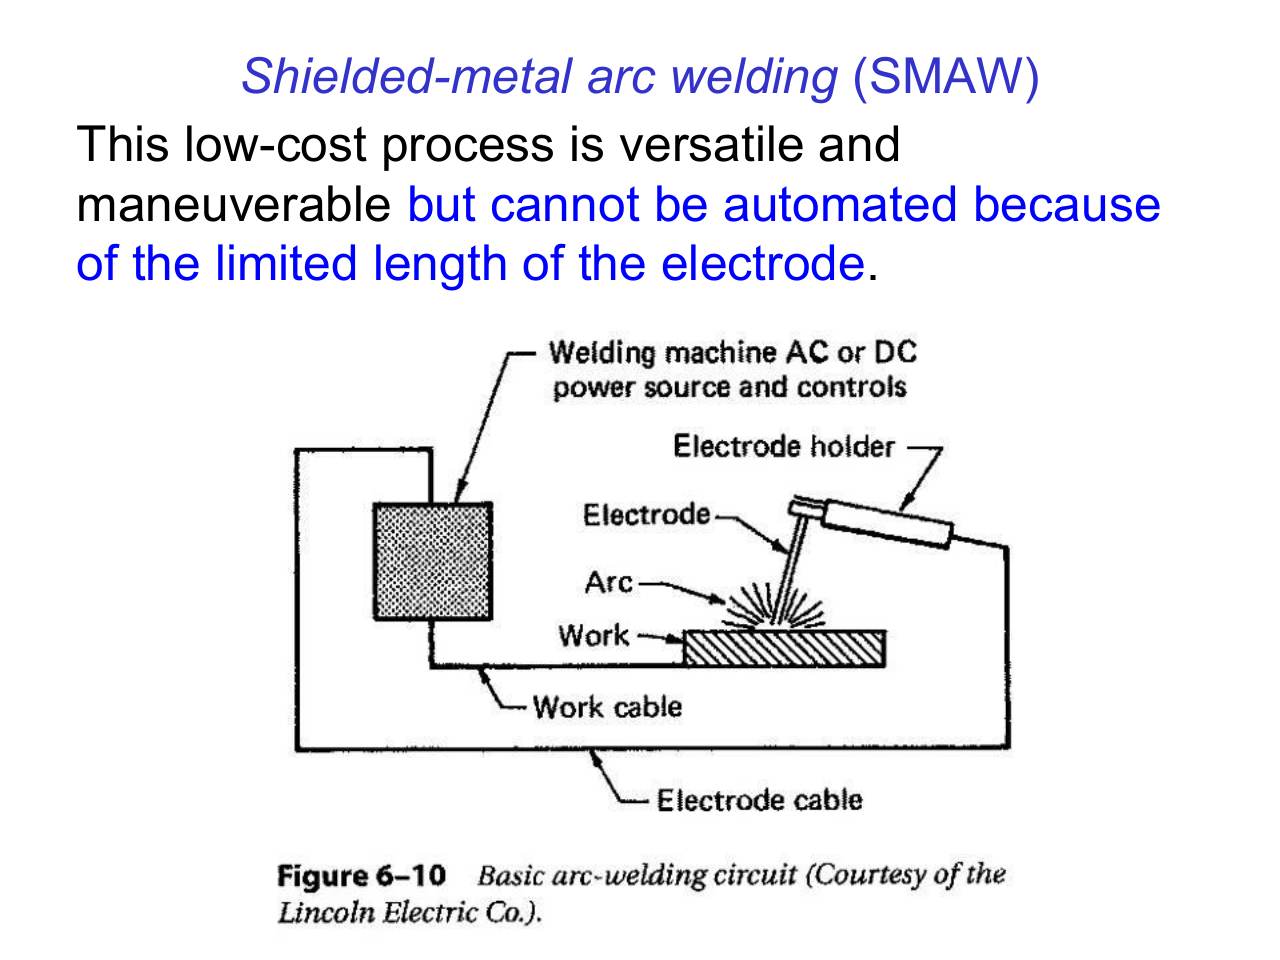 Shielded-metal arc welding (SMAW)
This low-cost process is versatile and
maneuverable but cannot be automated because
of the limited length of the electrode.
Welding machine AC or DC
power source and controls
Electrode holder
Electrode
Arc
Work
Work cable
Electrode cable
Figure 6–10 Basic arc-welding circuit (Courtesy of the
Lincoln Electric Co.).